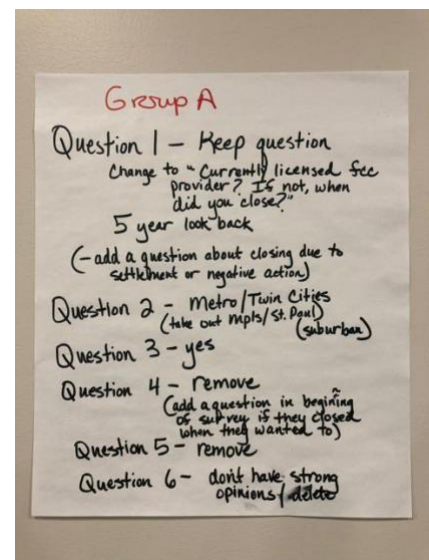 Group A
Question 1 - Keep question
Change to "Currently licensed fcc
provider? If not, when
did you close?"
5 year look back
(- add a question about closing due to
settlement or negative action)
Question 2 - Metro/Twin Cities
(take out mpls/St. Paul)
(suburban)
Question 3 - yes
Question 4 - remove
(add a question in begining
of survey if they closed
when they wanted to)
Question 5 - remove
Question 6 - don't have strong
opinions/delete